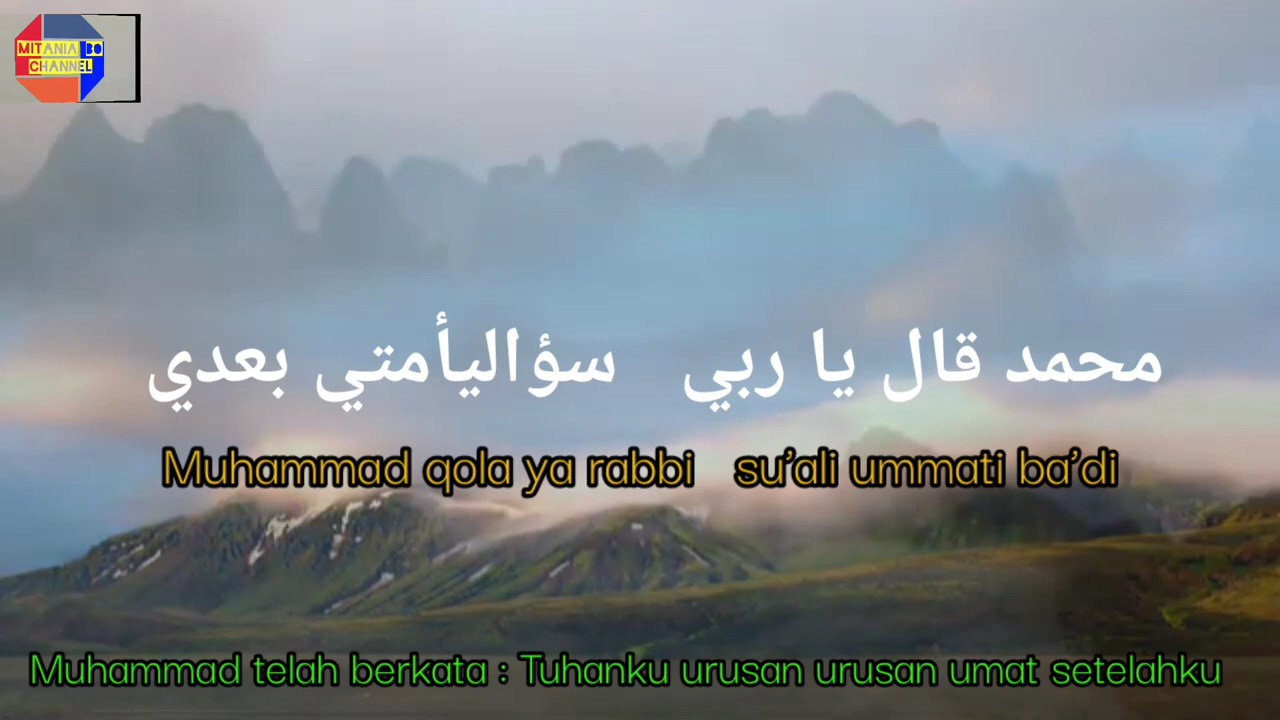 MITANIA BO
CHANNEL
محمد قال يا ربي سؤاليأمتي بعدي
Muhammad qola ya rabbi su'ali ummati ba'di
Muhammad telah berkata : Tuhanku urusan urusan umat setelahku